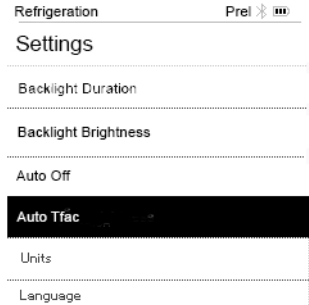 Refrigeration Prel
Settings
Backlight Duration
Backlight Brightness
Auto Off
Auto Tfac
Units
Language